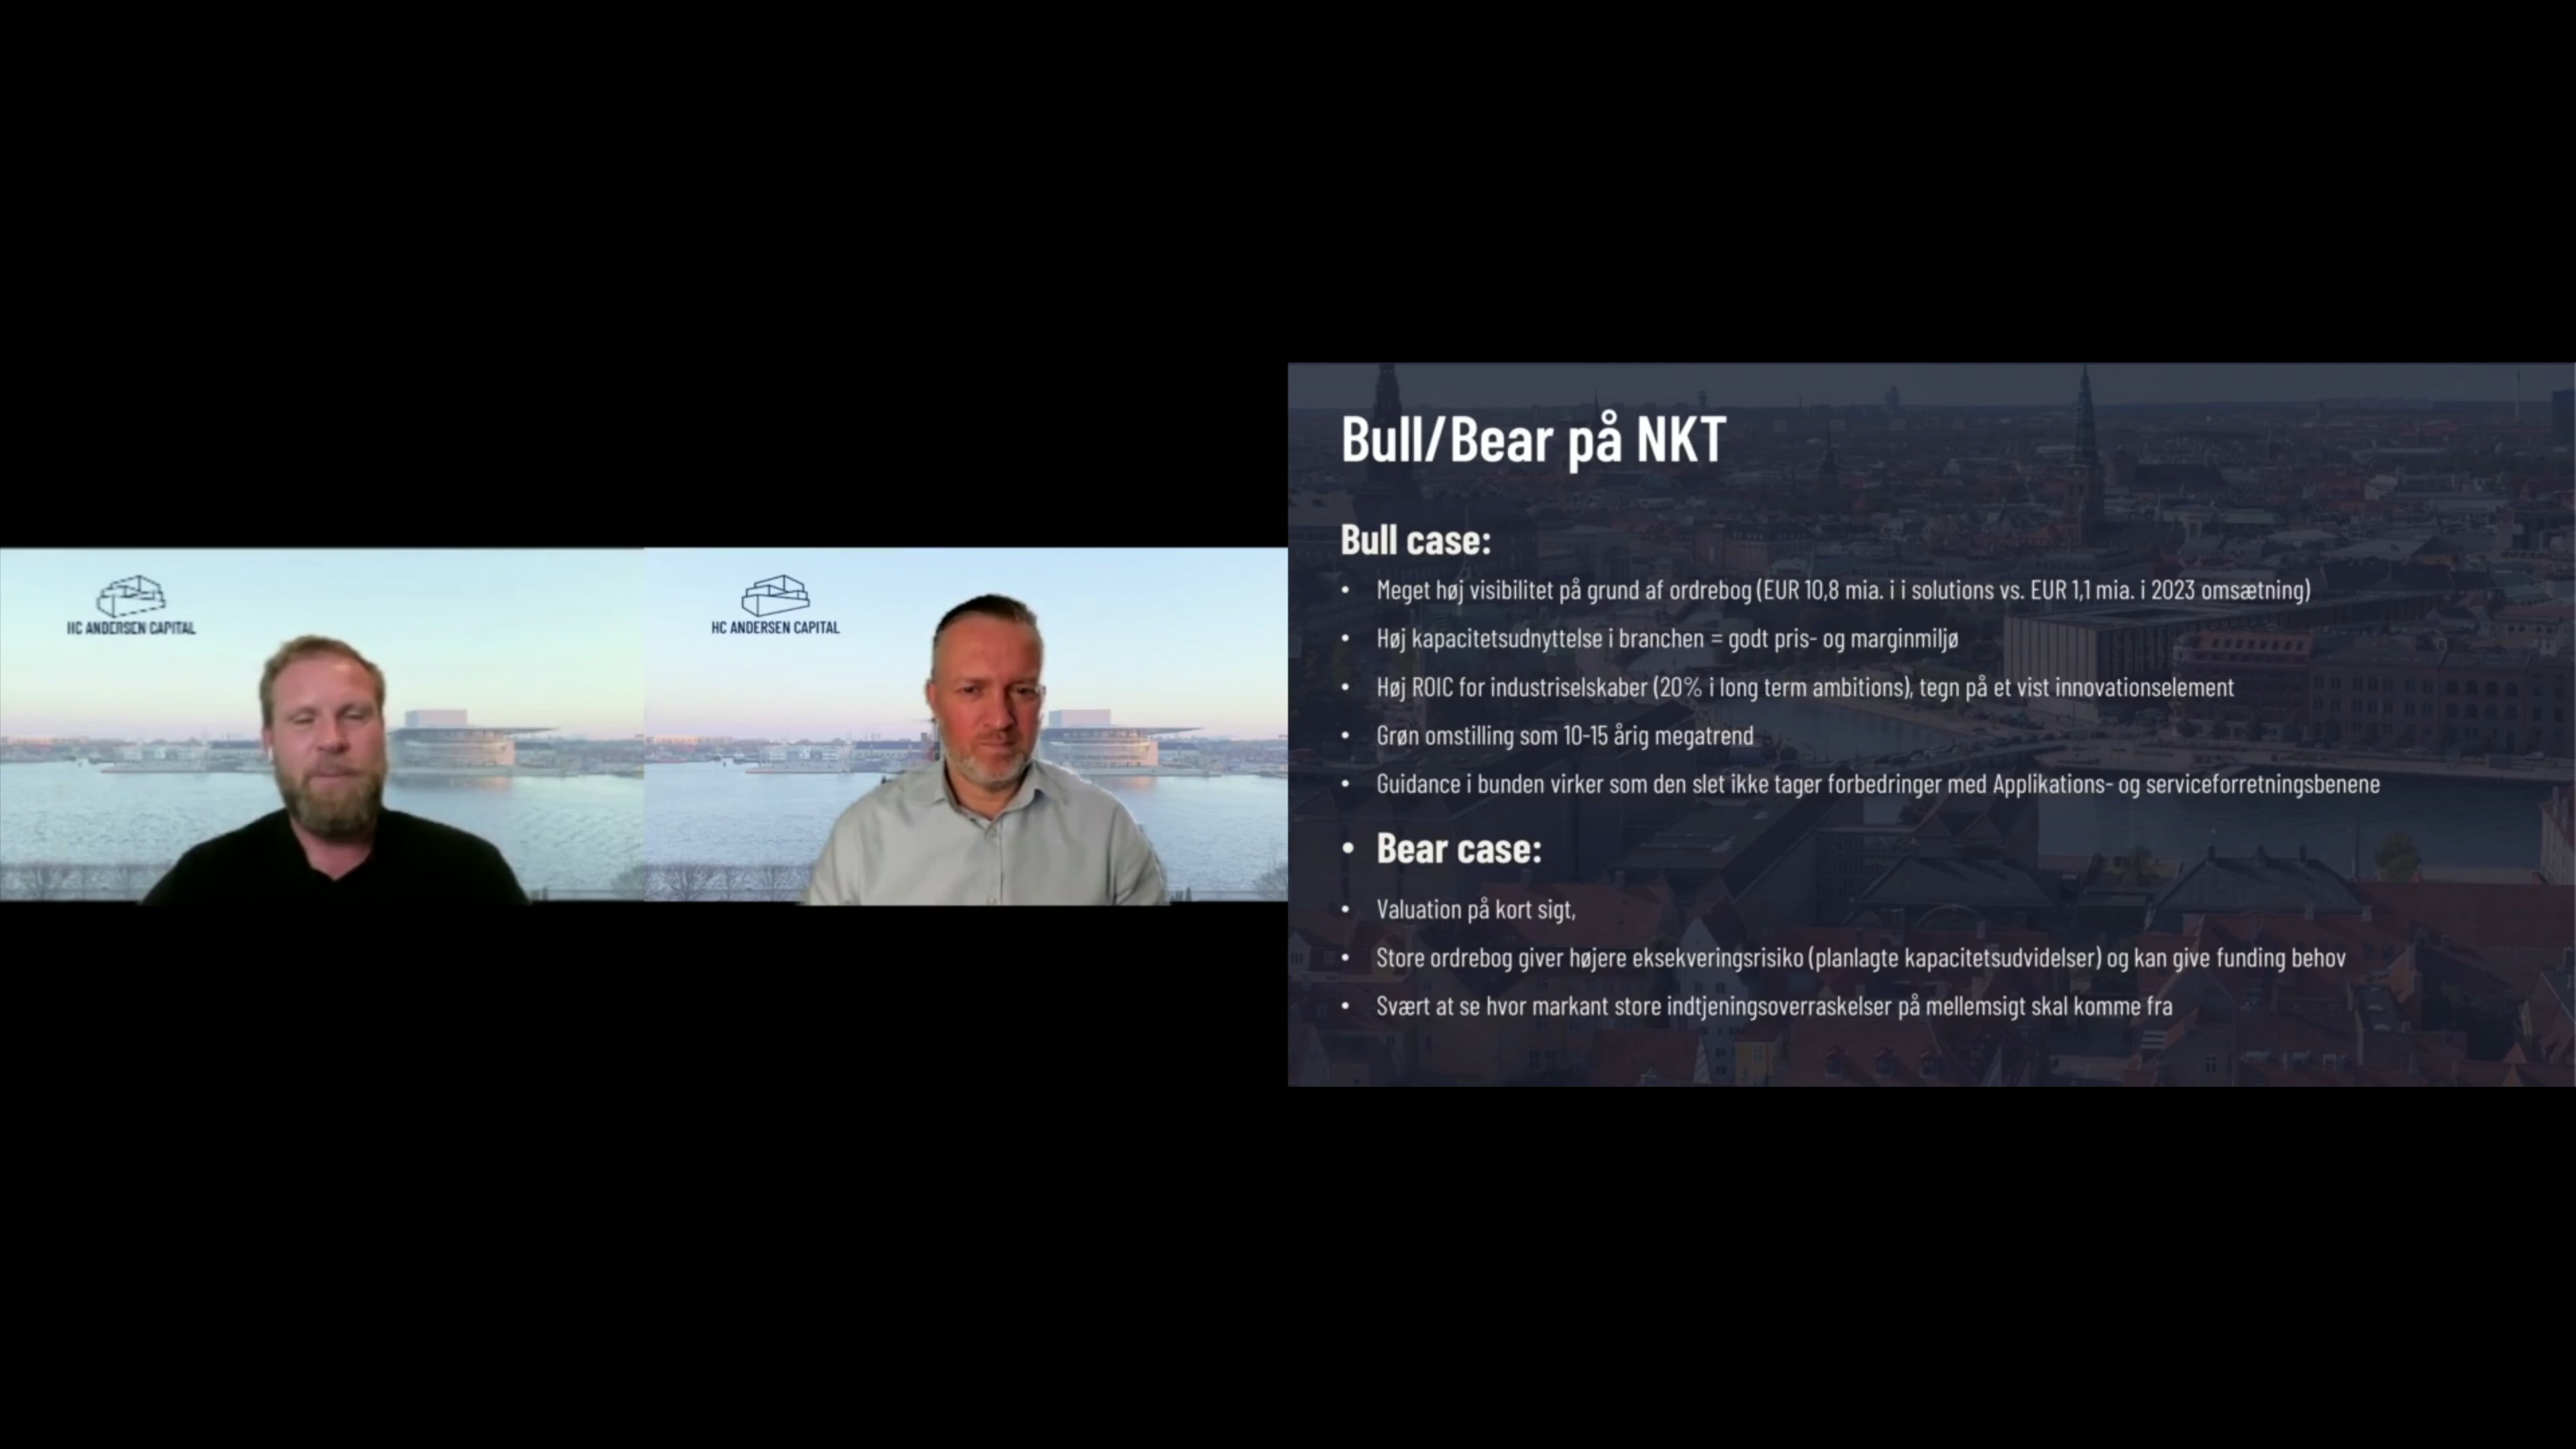 HC ANDERSEN CAPITAL
HC ANDERSEN CAPITAL
Bull/Bear på NKT
Bull case:
• Meget høj visibilitet på grund af ordrebog (EUR 10,8 mia. i i solutions vs. EUR 1,1 mia. i 2023 omsætning)
• Høj kapacitetsudnyttelse i branchen = godt pris- og marginmiljø
• Høj ROIC for industriselskaber (20% i long term ambitions), tegn på et vist innovationselement
• Grøn omstilling som 10-15 årig megatrend
• Guidance i bunden virker som den slet ikke tager forbedringer med Applikations- og serviceforretningsbenene
• Bear case:
• Valuation på kort sigt,
• Store ordrebog giver højere eksekveringsrisiko (planlagte kapacitetsudvidelser) og kan give funding behov
• Svært at se hvor markant store indtjeningsoverraskelser på mellemsigt skal komme fra